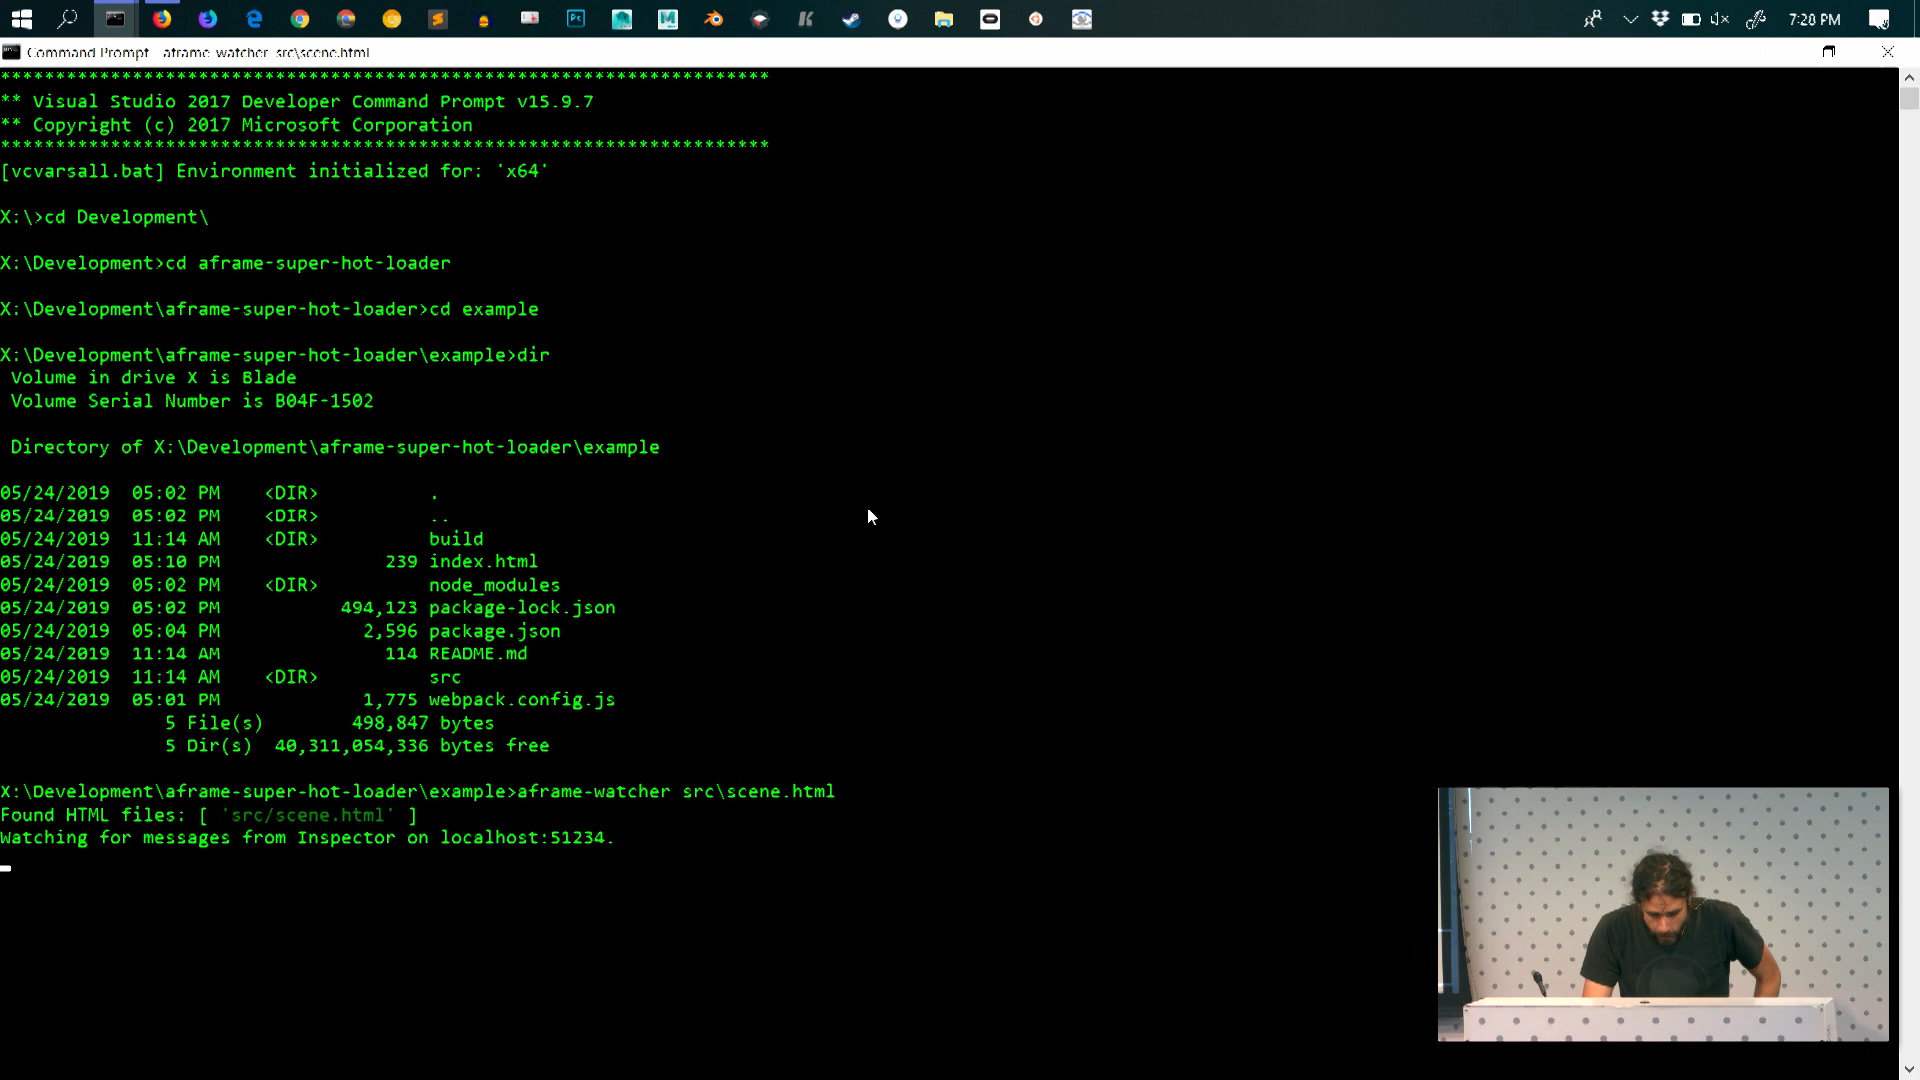 7:28 PM
Command Prompt - aframe-watcher src\scene.html
**********************************************************************
** Visual Studio 2017 Developer Command Prompt v15.9.7
** Copyright (c) 2017 Microsoft Corporation
**********************************************************************
[vcvarsall.bat] Environment initialized for: 'x64'
X:\>cd Development\
X:\Development>cd aframe-super-hot-loader
X:\Development\aframe-super-hot-loader>cd example
X:\Development\aframe-super-hot-loader\example>dir
Volume in drive X is Blade
Volume Serial Number is B04F-1502
Directory of X:\Development\aframe-super-hot-loader\example
05/24/2019  05:02 PM    <DIR>          .
05/24/2019  05:02 PM    <DIR>          ..
05/24/2019  11:14 AM    <DIR>          build
05/24/2019  05:10 PM               239 index.html
05/24/2019  05:02 PM    <DIR>          node_modules
05/24/2019  05:02 PM           494,123 package-lock.json
05/24/2019  05:04 PM             2,596 package.json
05/24/2019  11:14 AM               114 README.md
05/24/2019  11:14 AM    <DIR>          src
05/24/2019  05:01 PM             1,775 webpack.config.js
5 File(s)        498,847 bytes
5 Dir(s)  40,311,054,336 bytes free
X:\Development\aframe-super-hot-loader\example>aframe-watcher src\scene.html
Found HTML files: [ 'src/scene.html' ]
Watching for messages from Inspector on localhost:51234.